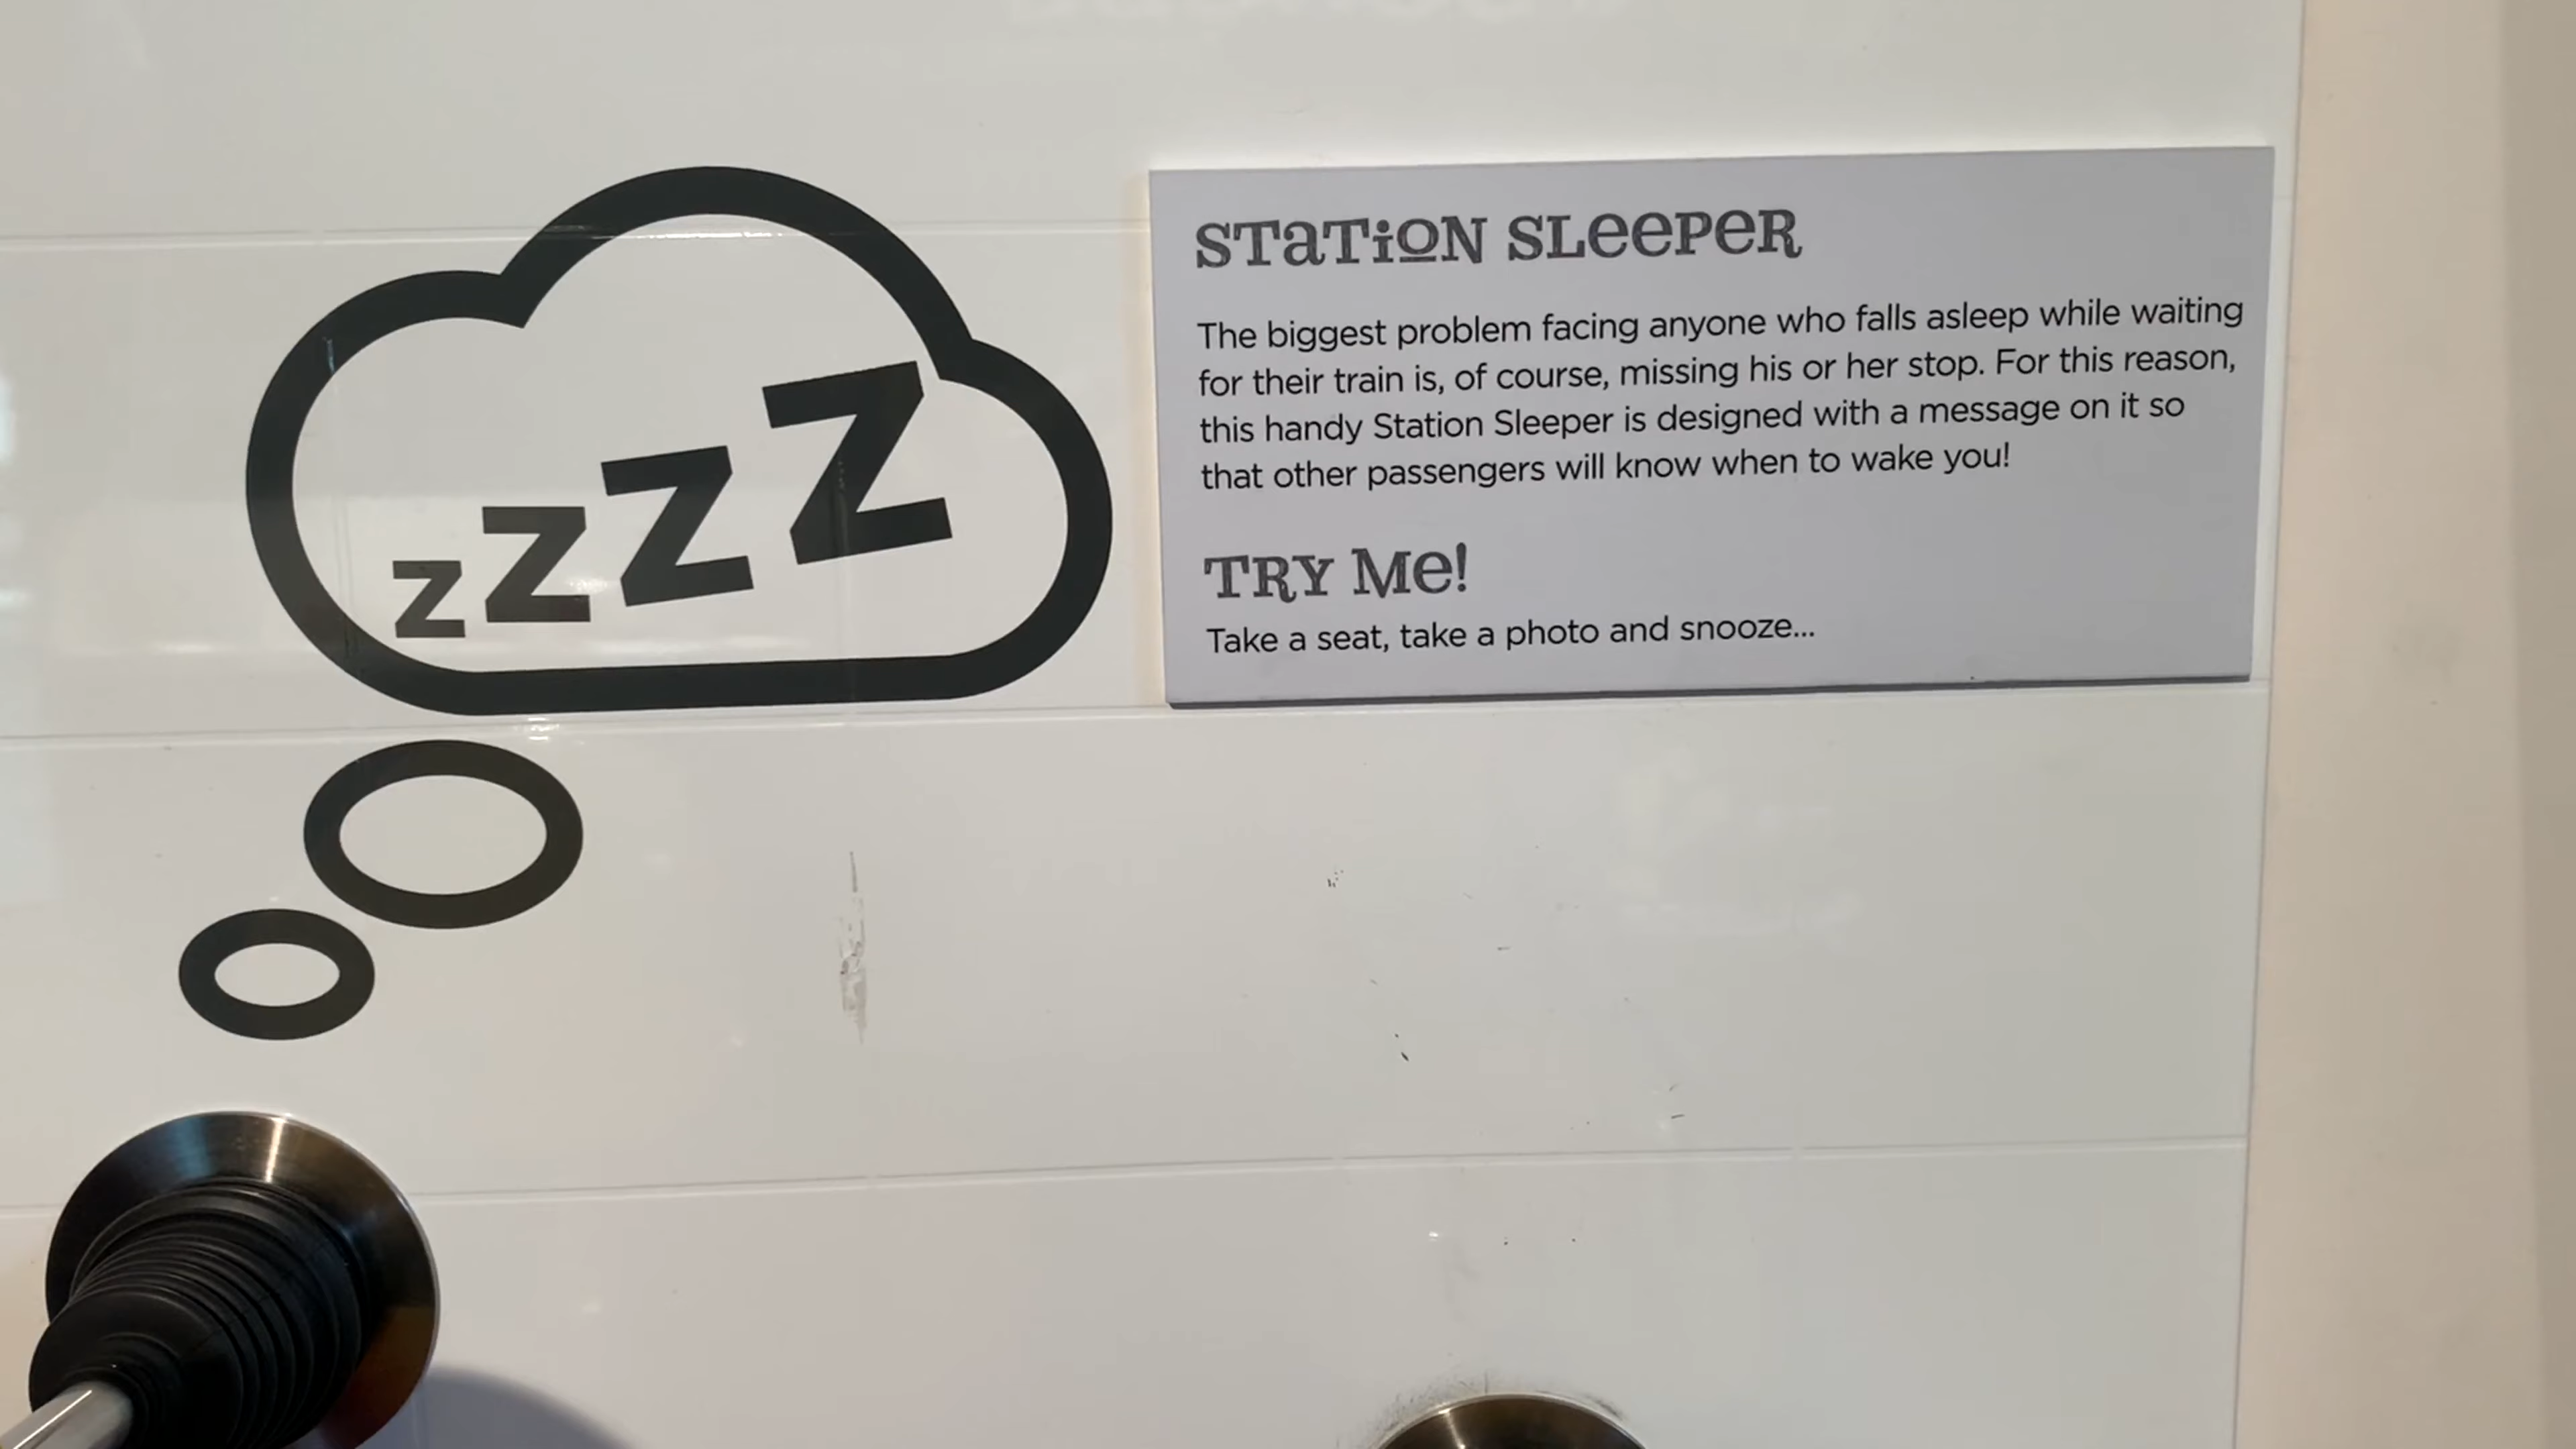 zzzz
STaTiON SLeePeR
The biggest problem facing anyone who falls asleep while waiting
for their train is, of course, missing his or her stop. For this reason,
this handy Station Sleeper is designed with a message on it so
that other passengers will know when to wake you!
TRY Me!
Take a seat, take a photo and snooze...